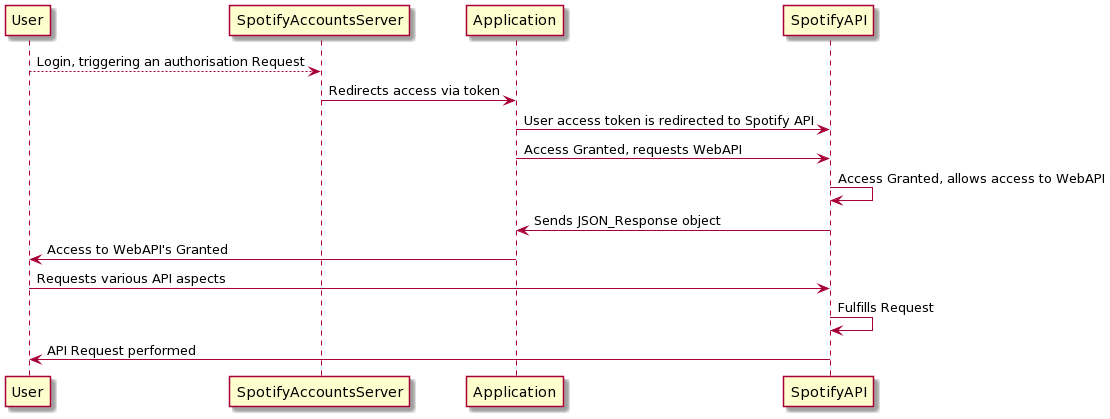 User
SpotifyAccountsServer
Application
SpotifyAPI
Login, triggering an authorisation Request
Redirects access via token
User access token is redirected to Spotify API
Access Granted, requests WebAPI
Access Granted, allows access to WebAPI
Sends JSON_Response object
Access to WebAPI's Granted
Requests various API aspects
Fulfills Request
API Request performed
User
SpotifyAccountsServer
Application
SpotifyAPI